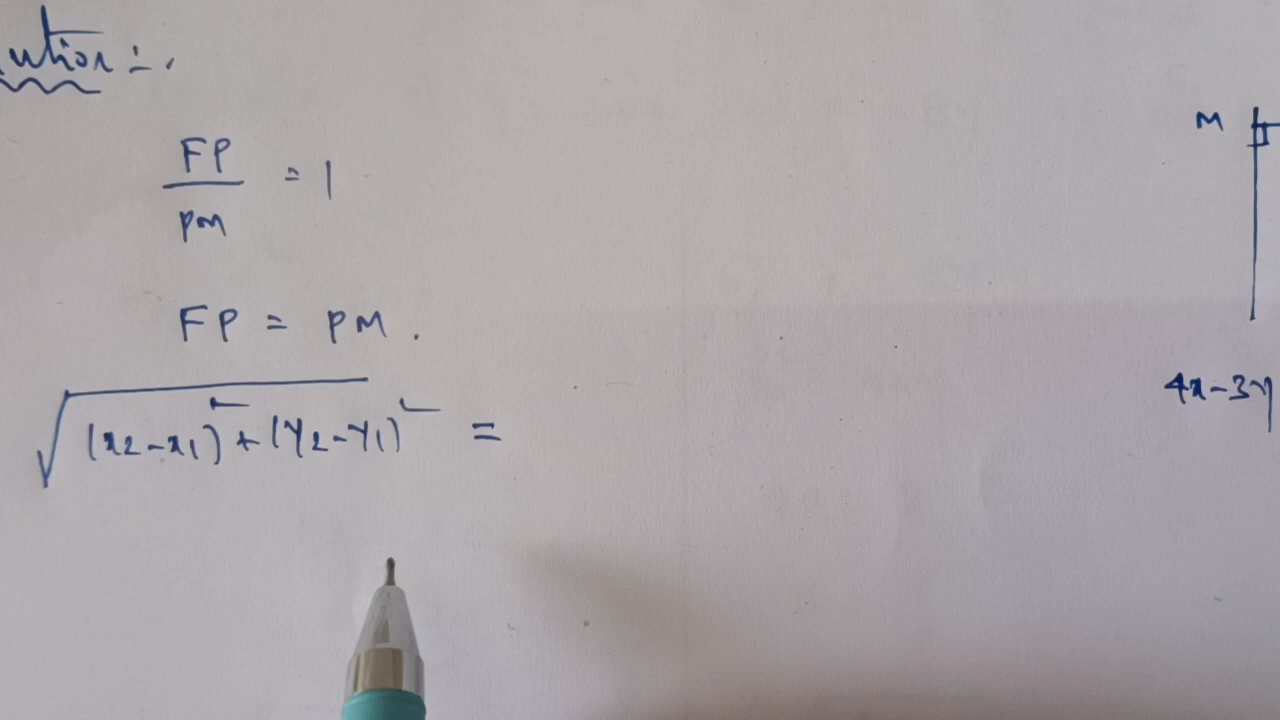 ution :-.
FP
PM
= 1
FP = PM .
√(x2-x1)² + (y2-y1)² =
M
4x-3y